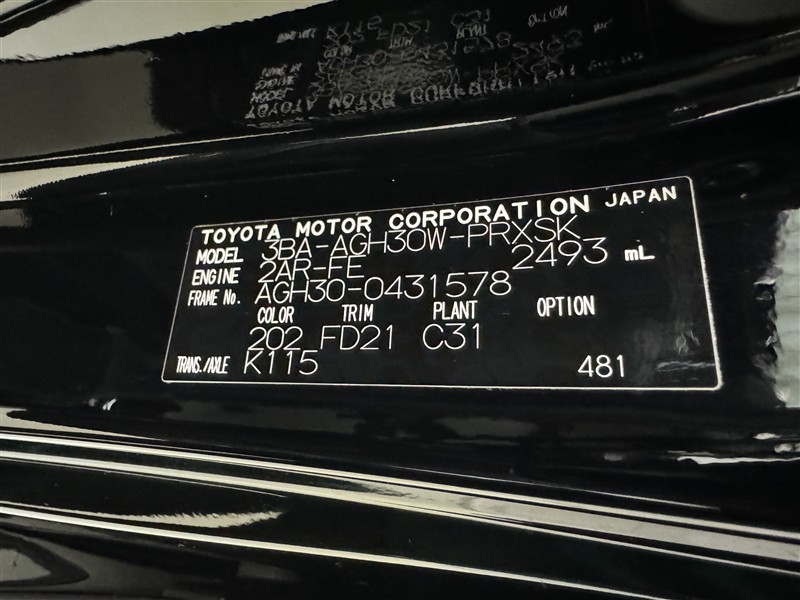 TOYOTA MOTOR CORPORATION JAPAN
MODEL 3BA-AGH30W-PRXSK
ENGINE 2AR-FE 2493 mL
FRAME No. AGH30-0431578
COLOR TRIM PLANT OPTION
202 FD21 C31
TRANS./AXLE K115 481